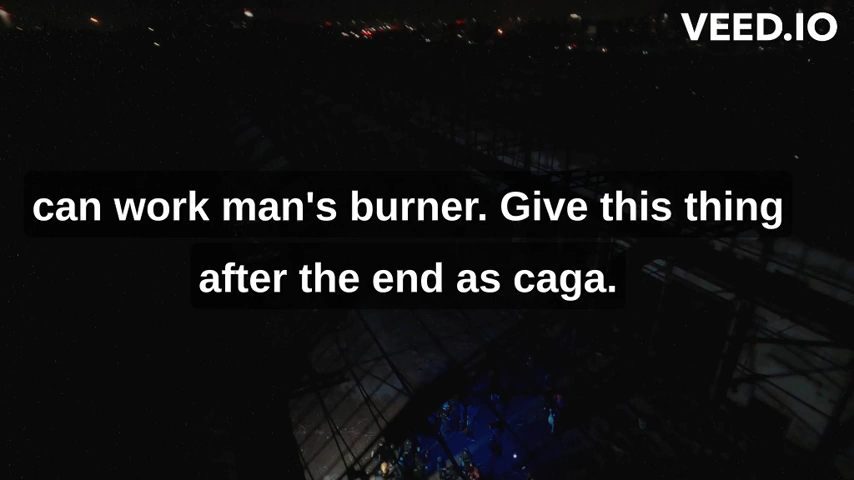 VEED.IO
can work man's burner. Give this thing
after the end as caga.